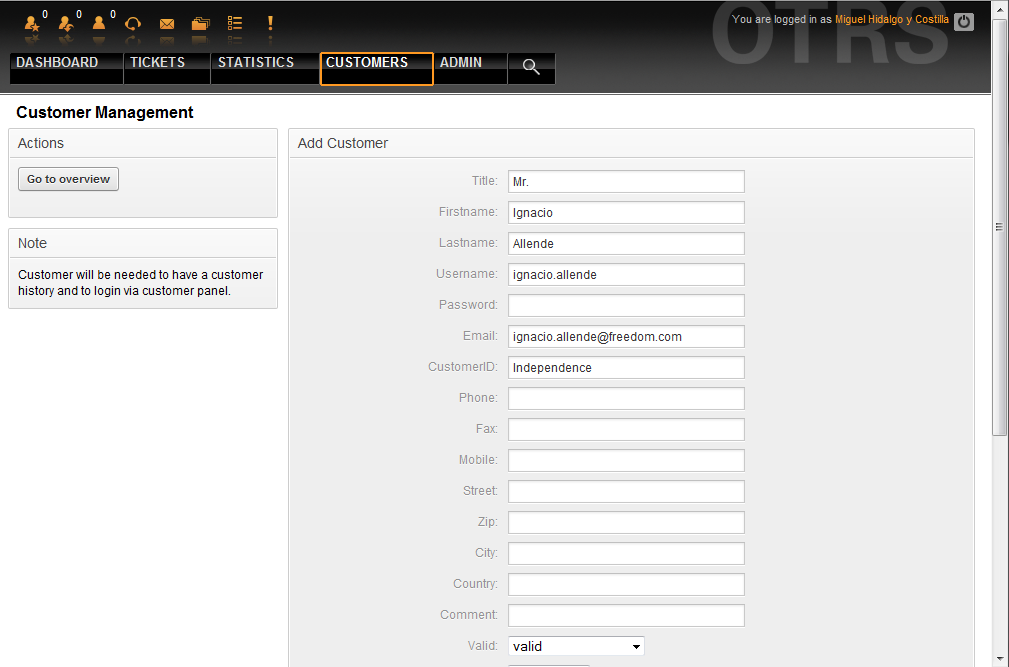 0 0 0
You are logged in as Miguel Hidalgo y Costilla
OTRS
DASHBOARD TICKETS STATISTICS CUSTOMERS ADMIN
Customer Management
Actions
Go to overview
Note
Customer will be needed to have a customer
history and to login via customer panel.
Add Customer
Title: Mr.
Firstname: Ignacio
Lastname: Allende
Username: ignacio.allende
Password:
Email: ignacio.allende@freedom.com
CustomerID: Independence
Phone:
Fax:
Mobile:
Street:
Zip:
City:
Country:
Comment:
Valid: valid